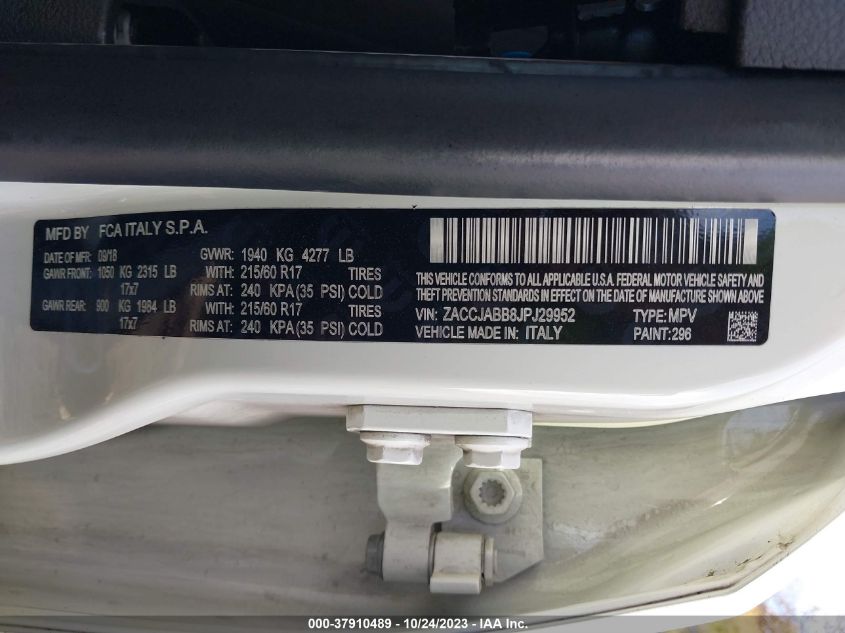 MFD BY FCA ITALY S.P.A.
DATE OF MFR: 09/18 GVWR: 1940 KG 4277 LB
GAWR FRONT: 1050 KG 2315 LB WITH: 215/60 R17 TIRES
17x7 RIMS AT: 240 KPA(35 PSI) COLD
GAWR REAR: 900 KG 1984 LB WITH: 215/60 R17 TIRES
17x7 RIMS AT: 240 KPA(35 PSI) COLD
THIS VEHICLE CONFORMS TO ALL APPLICABLE U.S.A. FEDERAL MOTOR VEHICLE SAFETY AND
THEFT PREVENTION STANDARDS IN EFFECT ON THE DATE OF MANUFACTURE SHOWN ABOVE.
VIN: ZACCJABB8JPJ29952 TYPE: MPV
VEHICLE MADE IN: ITALY PAINT: 296
000-37910489 - 10/24/2023 - IAA Inc.